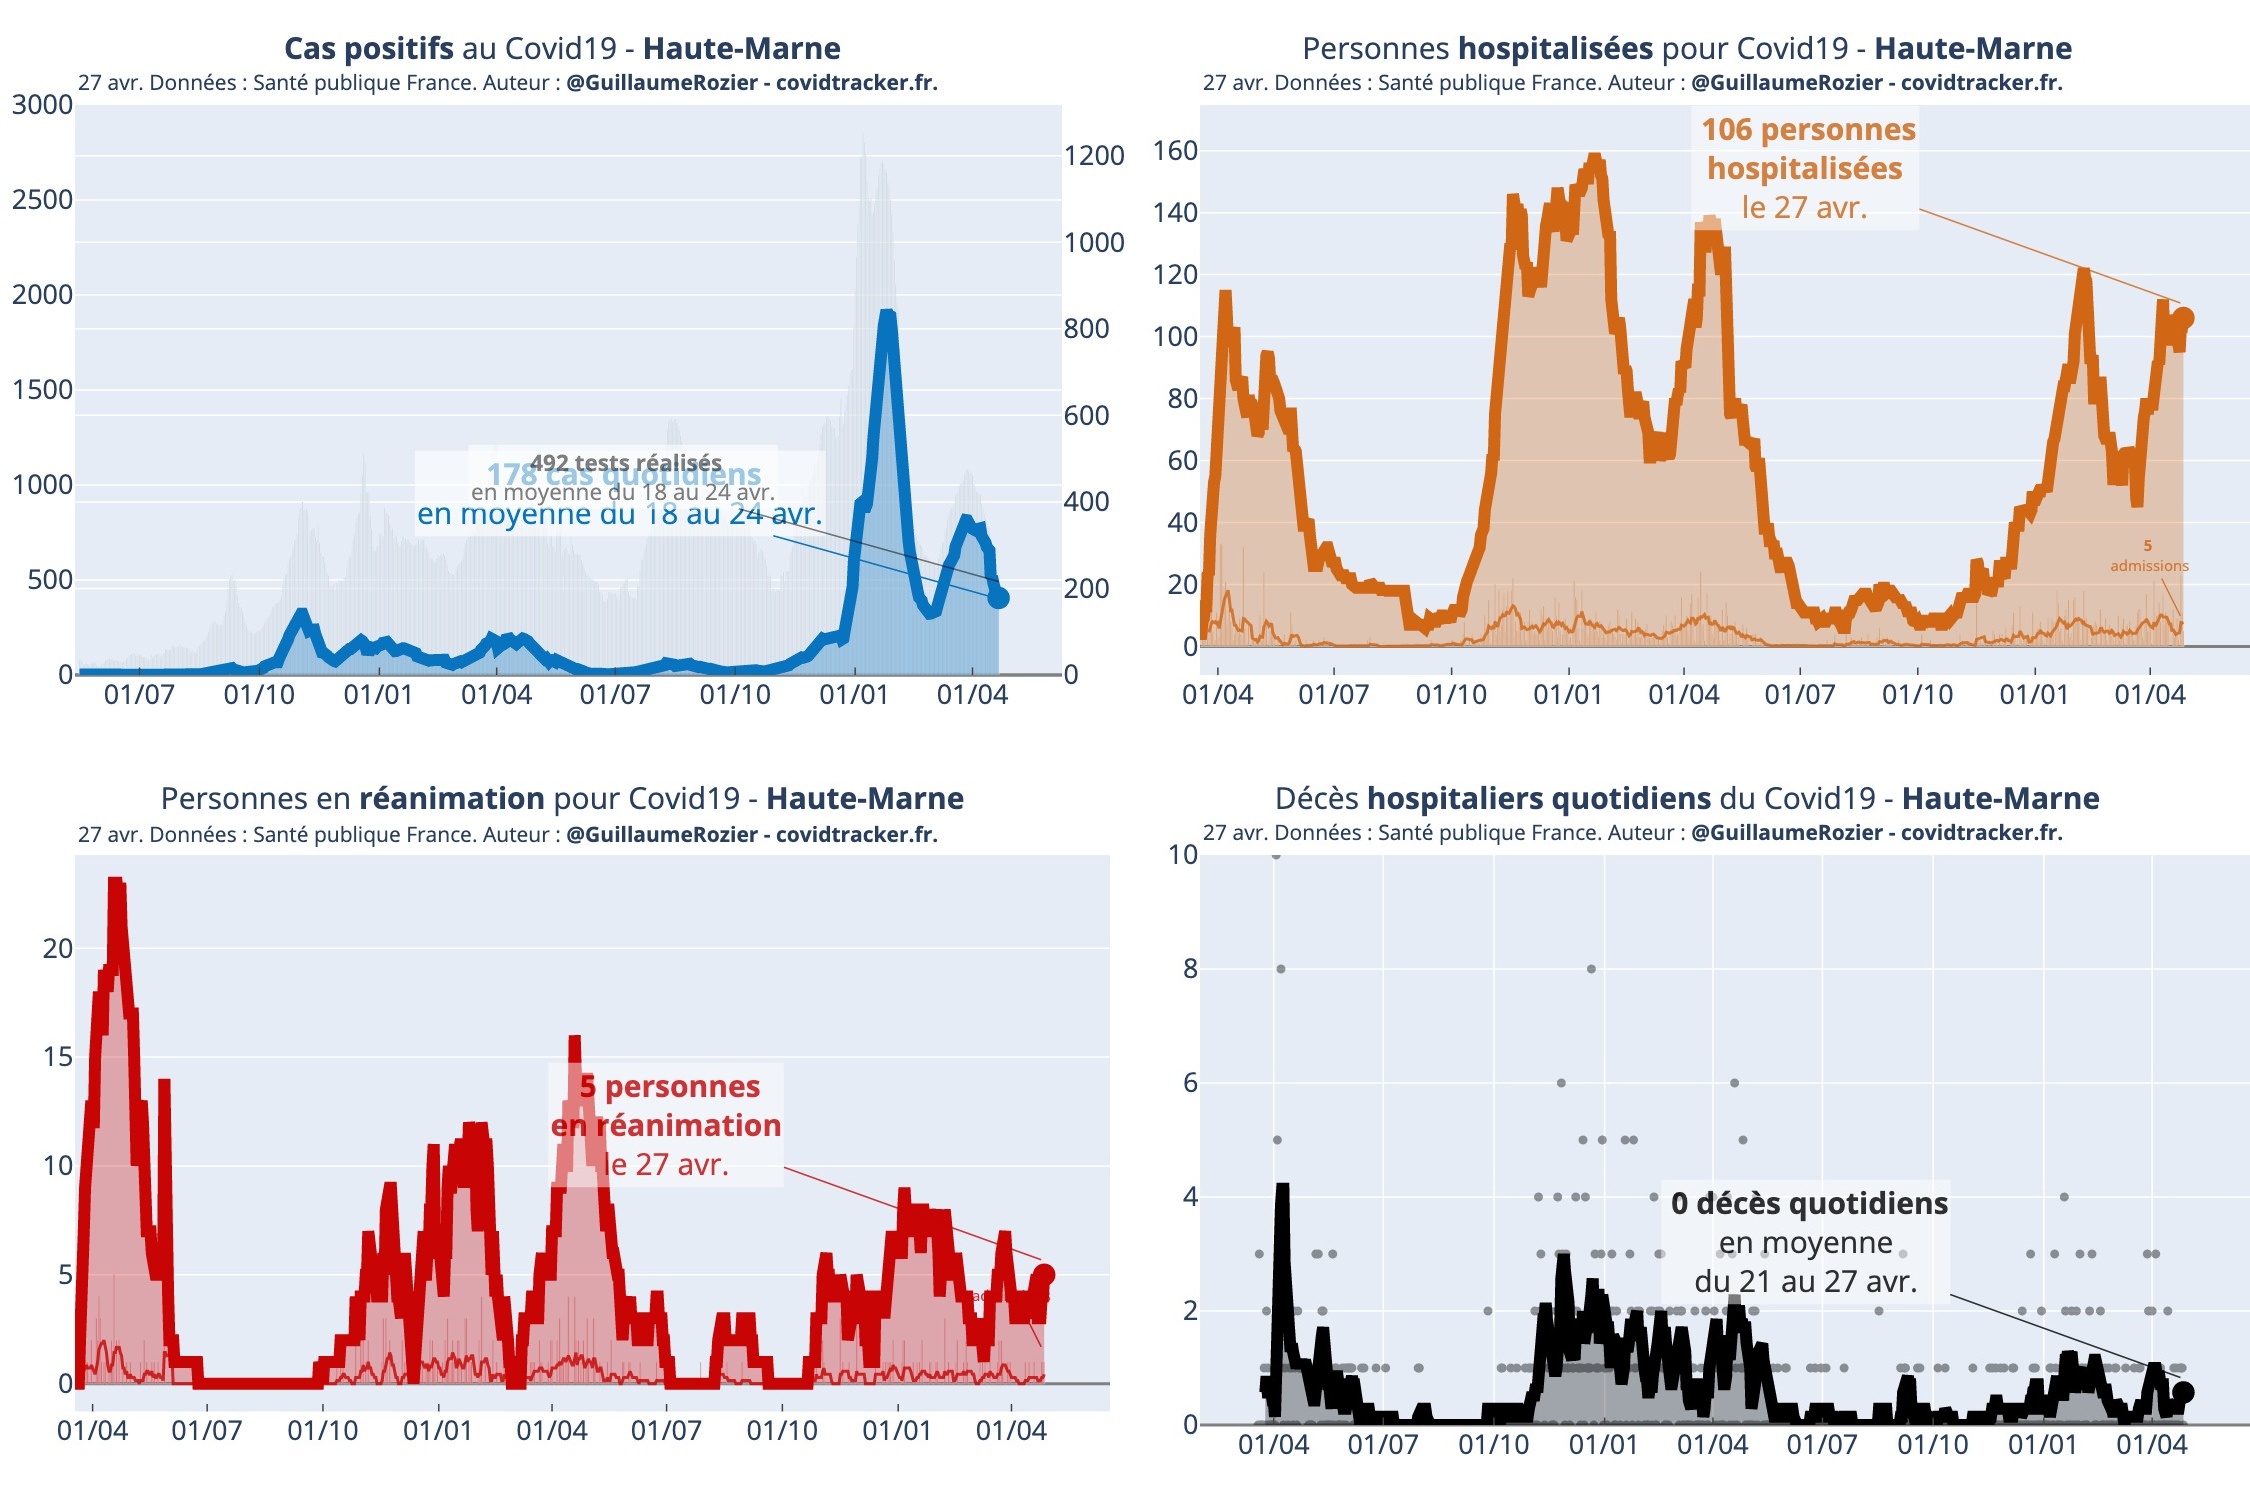 Cas positifs au Covid19 - Haute-Marne
27 avr. Données : Santé publique France. Auteur : @GuillaumeRozier - covidtracker.fr.
3000
2500
2000
1500
1000
500
0
1200
1000
800
600
400
200
0
492 tests réalisés
en moyenne du 18 au 24 avr.
178 cas quotidiens
en moyenne du 18 au 24 avr.
01/07 01/10 01/01 01/04 01/07 01/10 01/01 01/04
Personnes hospitalisées pour Covid19 - Haute-Marne
27 avr. Données : Santé publique France. Auteur : @GuillaumeRozier - covidtracker.fr.
160
140
120
100
80
60
40
20
0
106 personnes
hospitalisées
le 27 avr.
5
admissions
01/04 01/07 01/10 01/01 01/04 01/07 01/10 01/01 01/04
Personnes en réanimation pour Covid19 - Haute-Marne
27 avr. Données : Santé publique France. Auteur : @GuillaumeRozier - covidtracker.fr.
20
15
10
5
0
5 personnes
en réanimation
le 27 avr.
01/04 01/07 01/10 01/01 01/04 01/07 01/10 01/01 01/04
Décès hospitaliers quotidiens du Covid19 - Haute-Marne
27 avr. Données : Santé publique France. Auteur : @GuillaumeRozier - covidtracker.fr.
10
8
6
4
2
0
0 décès quotidiens
en moyenne
du 21 au 27 avr.
01/04 01/07 01/10 01/01 01/04 01/07 01/10 01/01 01/04